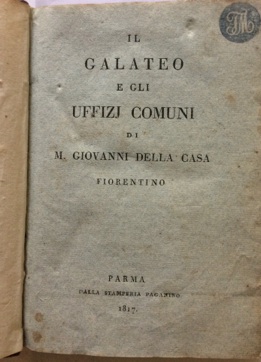 IL
GALATEO
E GLI
UFFIZJ COMUNI
DI
M. GIOVANNI DELLA CASA
FIORENTINO
PARMA
DALLA STAMPERIA PAGANINO
1817.